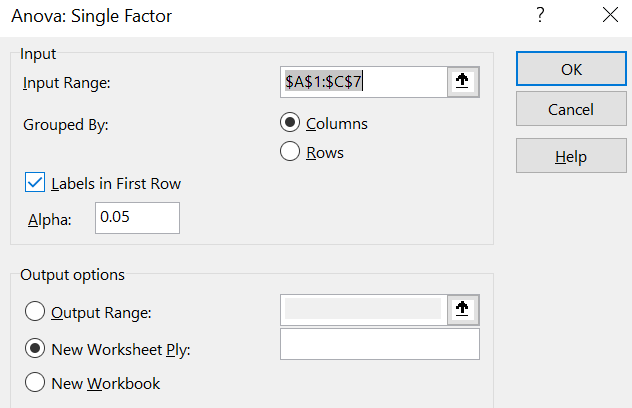 Anova: Single Factor ?
Input
Input Range: $A$1:$C$7
Grouped By: Columns
Rows
Labels in First Row
Alpha: 0.05
OK
Cancel
Help
Output options
Output Range:
New Worksheet Ply:
New Workbook